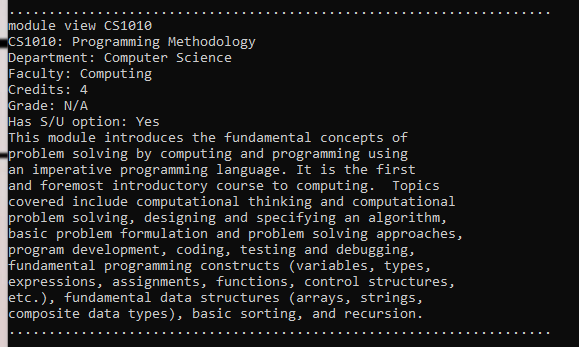 ....................................................................
module view CS1010
CS1010: Programming Methodology
Department: Computer Science
Faculty: Computing
Credits: 4
Grade: N/A
Has S/U option: Yes
This module introduces the fundamental concepts of
problem solving by computing and programming using
an imperative programming language. It is the first
and foremost introductory course to computing.  Topics
covered include computational thinking and computational
problem solving, designing and specifying an algorithm,
basic problem formulation and problem solving approaches,
program development, coding, testing and debugging,
fundamental programming constructs (variables, types,
expressions, assignments, functions, control structures,
etc.), fundamental data structures (arrays, strings,
composite data types), basic sorting, and recursion.
....................................................................